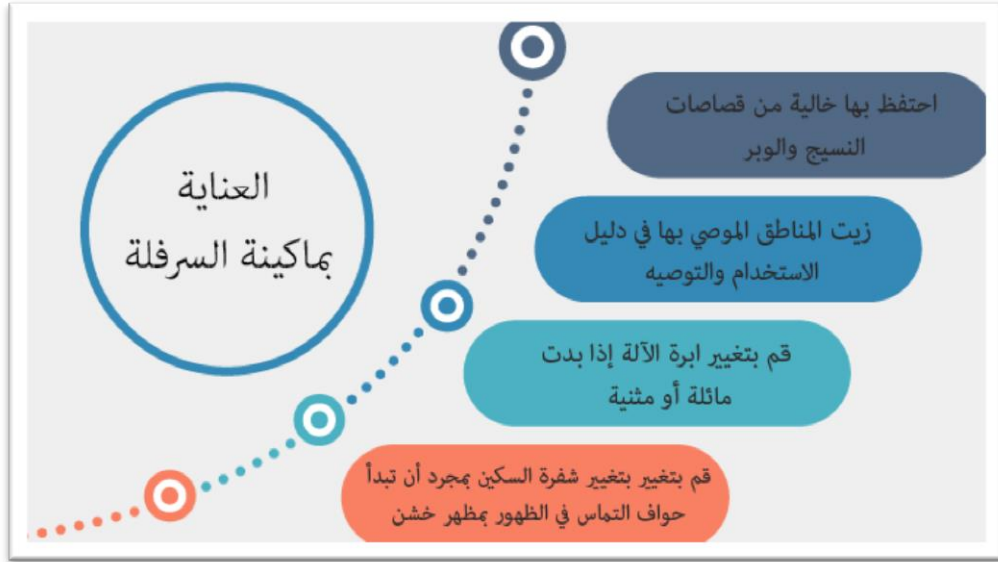 العناية
بماكينة السرفلة
احتفظ بها خالية من قصاصات
النسيج والوبر
زيت المناطق الموصي بها في دليل
الاستخدام والتوصيه
قم بتغيير ابرة الآلة إذا بدت
مائلة أو مثنية
قم بتغيير بتغيير شفرة السكين بمجرد أن تبدأ
حواف التماس في الظهور بمظهر خشن